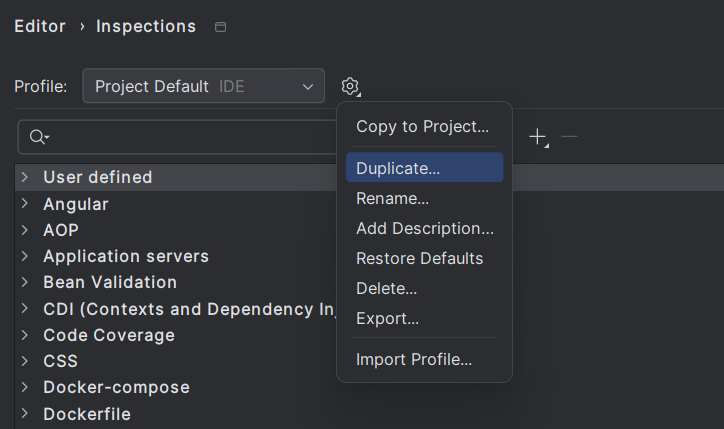 Editor › Inspections
Profile: Project Default IDE
Copy to Project...
Duplicate...
Rename...
Add Description...
Restore Defaults
Delete...
Export...
Import Profile...
User defined
Angular
AOP
Application servers
Bean Validation
CDI (Contexts and Dependency In
Code Coverage
CSS
Docker-compose
Dockerfile